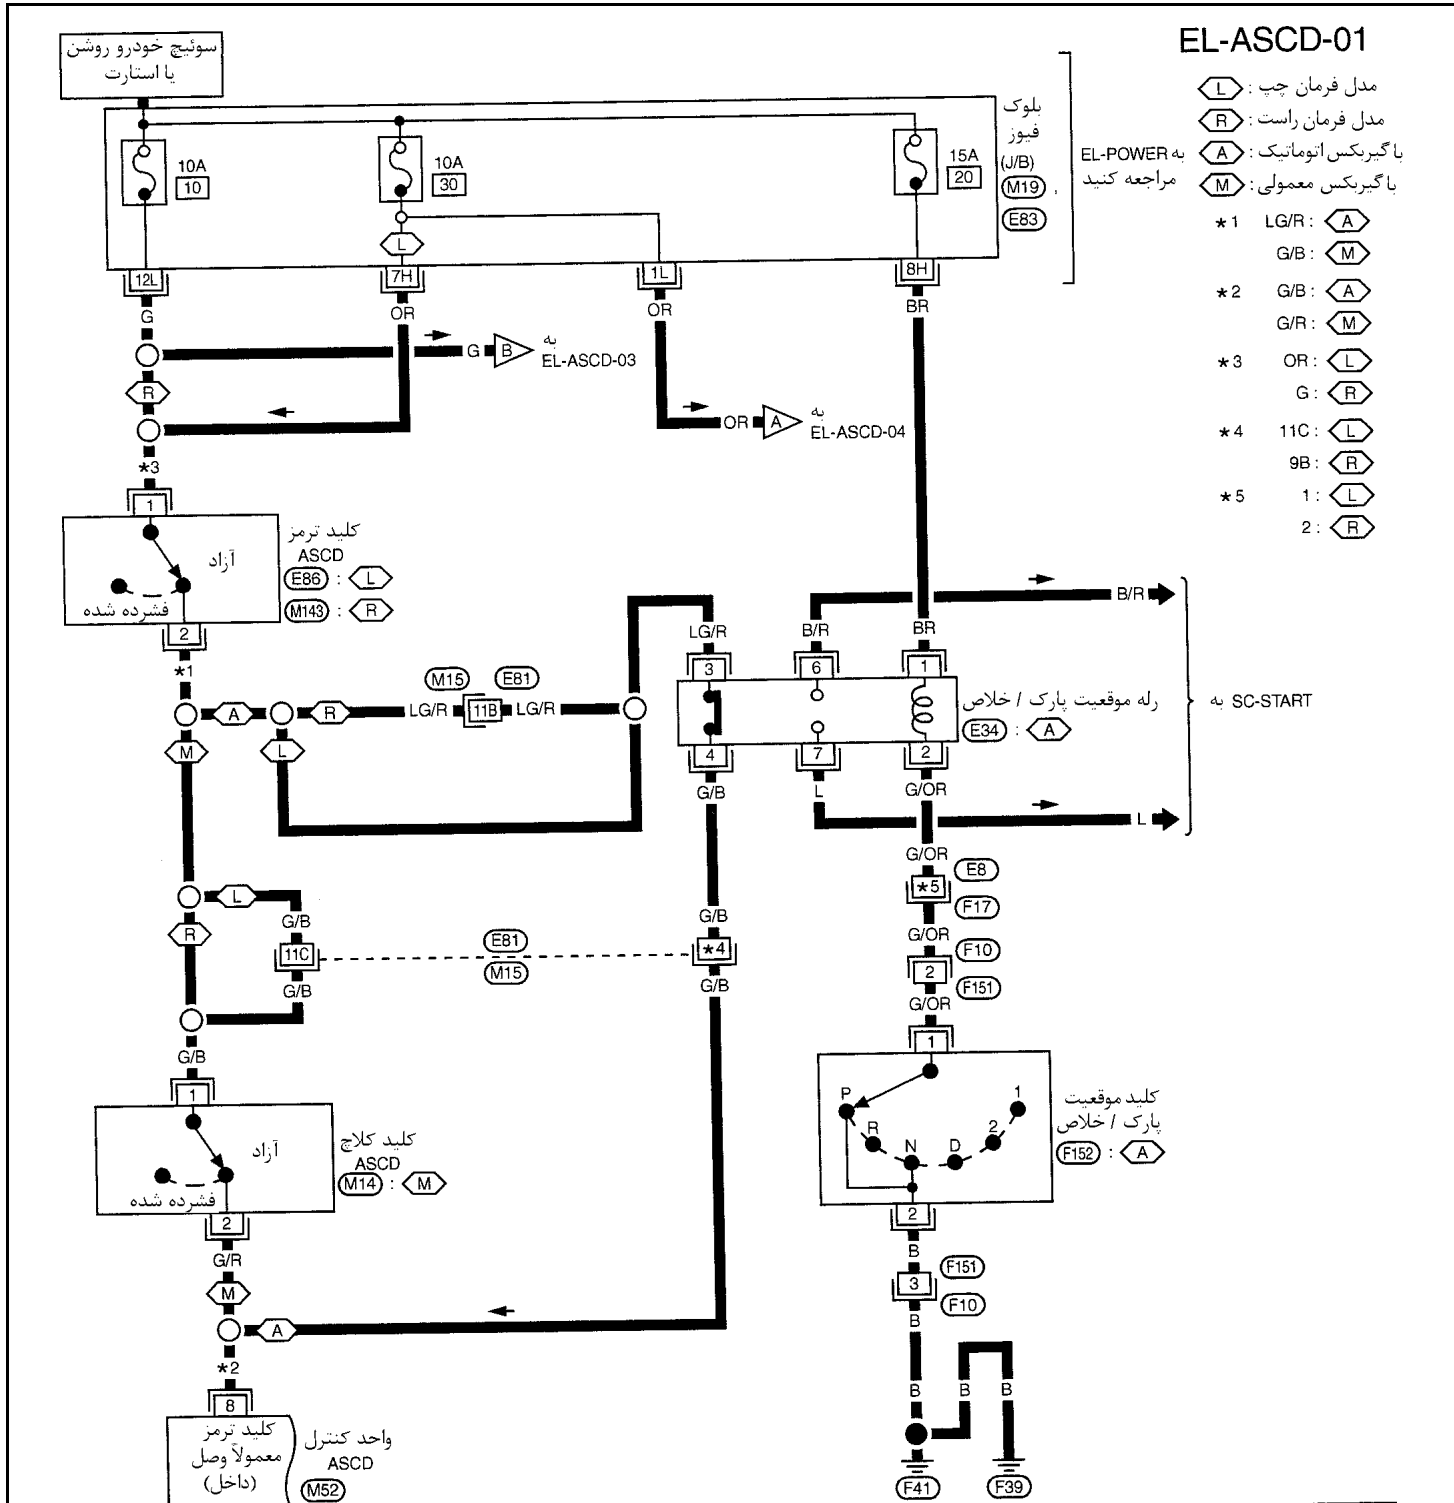 EL-ASCD-01
سوئیچ خودرو روشن
یا استارت
10A
10
10A
30
15A
20
L
بلوک
فیوز
(J/B)
M19 ,
E83
به EL-POWER
مراجعه کنید
L : مدل فرمان چپ
R : مدل فرمان راست
A : با گیربکس اتوماتیک
M : با گیربکس معمولی
*1 LG/R : A
G/B : M
*2 G/B : A
G/R : M
*3 OR : L
G : R
*4 11C : L
9B : R
*5 1 : L
2 : R
12L
7H
1L
8H
G
OR
OR
BR
G B
به
EL-ASCD-03
R
OR A
به
EL-ASCD-04
*3
1
آزاد
فشرده شده
کلید ترمز
ASCD
E86 : L
M143 : R
2
*1
B/R
LG/R
B/R
BR
3
6
1
A
R
LG/R
M15
11B
E81
LG/R
M
L
رله موقعیت پارک / خلاص
E34 : A
به SC-START
4
7
2
G/B
L
G/OR
L
G/OR
*5
E8
F17
G/OR
2
F10
F151
G/OR
L
G/B
R
11C
G/B
E81
M15
G/B
*4
G/B
G/B
1
آزاد
فشرده شده
کلید کلاچ
ASCD
M14 : M
2
G/R
M
A
*2
8
کلید ترمز
معمولاً وصل
(داخل)
واحد کنترل
ASCD
M52
1
P
R
N
D
2
1
کلید موقعیت
پارک / خلاص
F152 : A
2
B
3
F151
F10
B
B
B
B
F41
F39